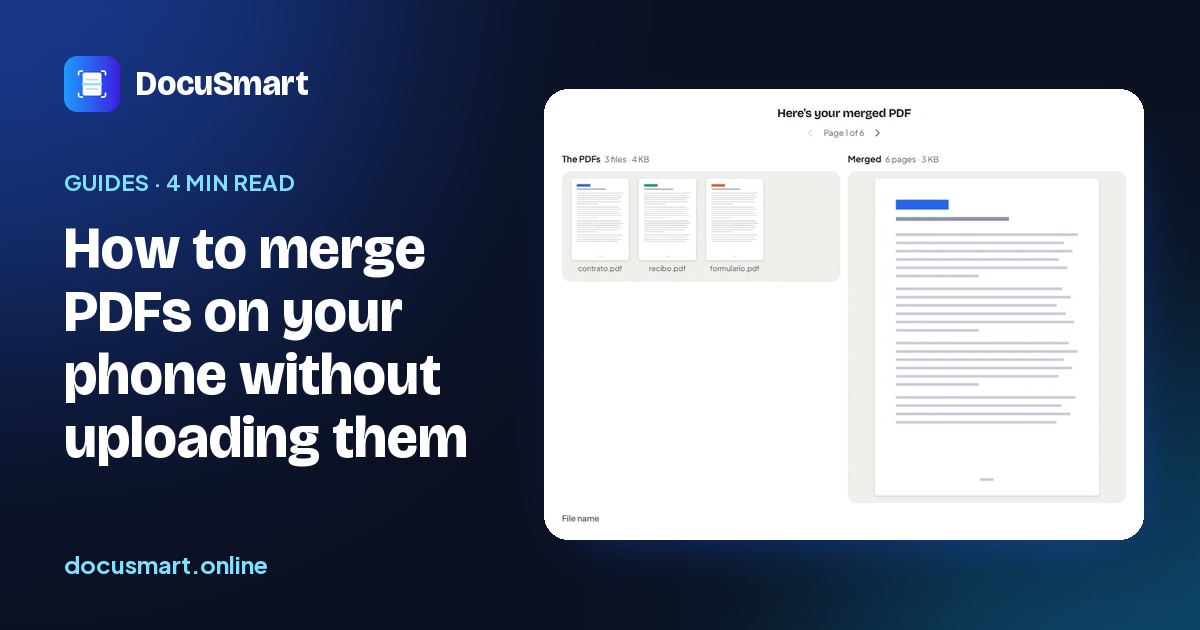 DocuSmart
GUIDES · 4 MIN READ
How to merge
PDFs on your
phone without
uploading them
docusmart.online
Here's your merged PDF
Page 1 of 6
The PDFs 3 files · 4 KB
contrato.pdf recibo.pdf formulario.pdf
Merged 6 pages · 3 KB
File name